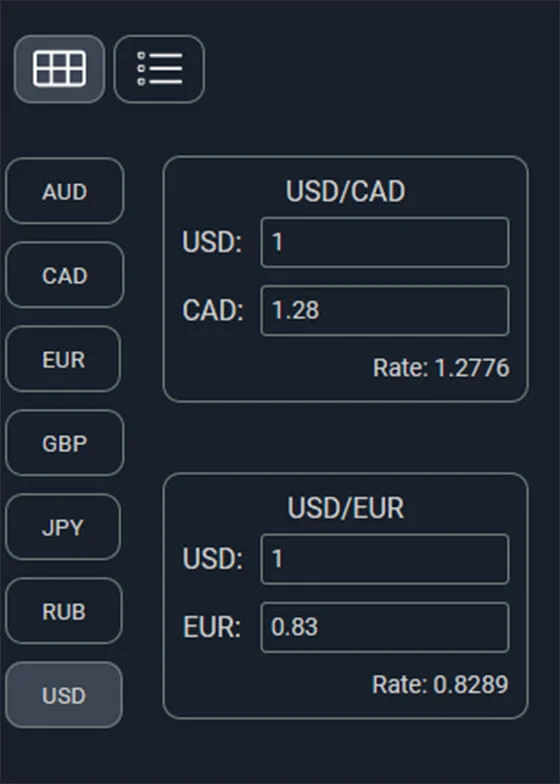 AUD
CAD
EUR
GBP
JPY
RUB
USD
USD/CAD
USD: 1
CAD: 1.28
Rate: 1.2776
USD/EUR
USD: 1
EUR: 0.83
Rate: 0.8289